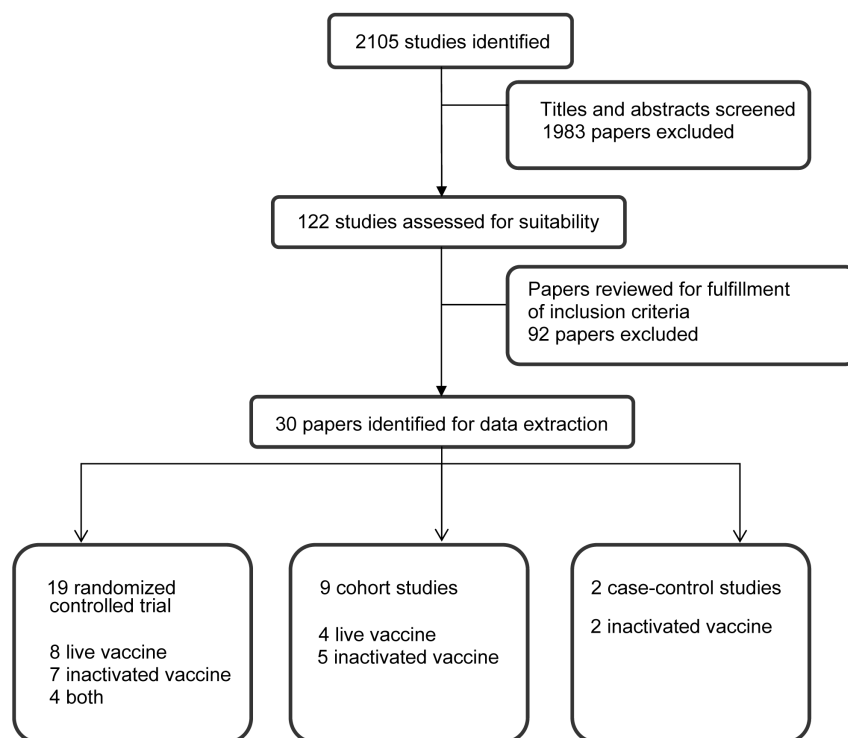 2105 studies identified
Titles and abstracts screened
1983 papers excluded
122 studies assessed for suitability
Papers reviewed for fulfillment
of inclusion criteria
92 papers excluded
30 papers identified for data extraction
19 randomized
controlled trial
8 live vaccine
7 inactivated vaccine
4 both
9 cohort studies
4 live vaccine
5 inactivated vaccine
2 case-control studies
2 inactivated vaccine